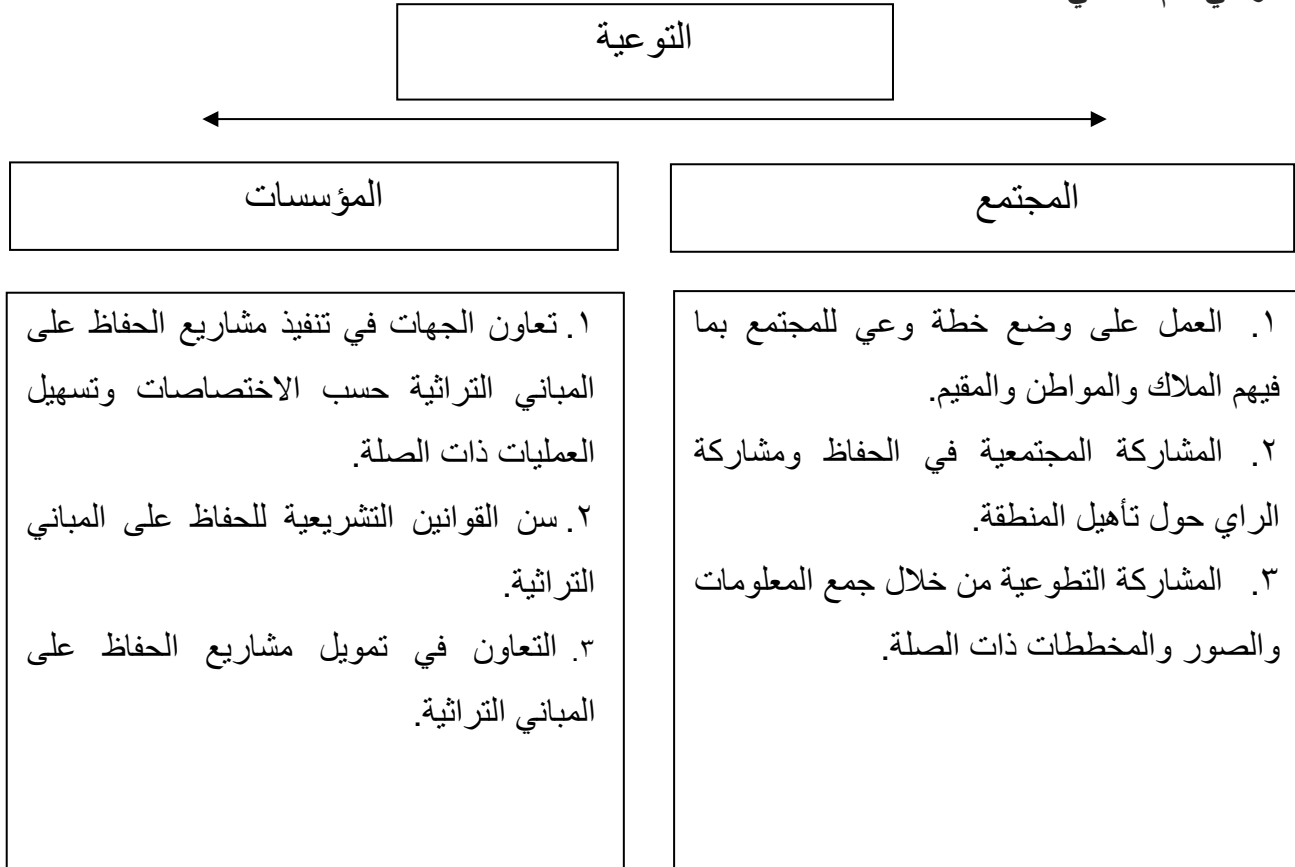 التوعية
المجتمع
المؤسسات
١. العمل على وضع خطة وعي للمجتمع بما
فيهم الملاك والمواطن والمقيم.
٢. المشاركة المجتمعية في الحفاظ ومشاركة
الراي حول تأهيل المنطقة.
٣. المشاركة التطوعية من خلال جمع المعلومات
والصور والمخططات ذات الصلة.
١. تعاون الجهات في تنفيذ مشاريع الحفاظ على
المباني التراثية حسب الاختصاصات وتسهيل
العمليات ذات الصلة.
٢. سن القوانين التشريعية للحفاظ على المباني
التراثية.
٣. التعاون في تمويل مشاريع الحفاظ على
المباني التراثية.